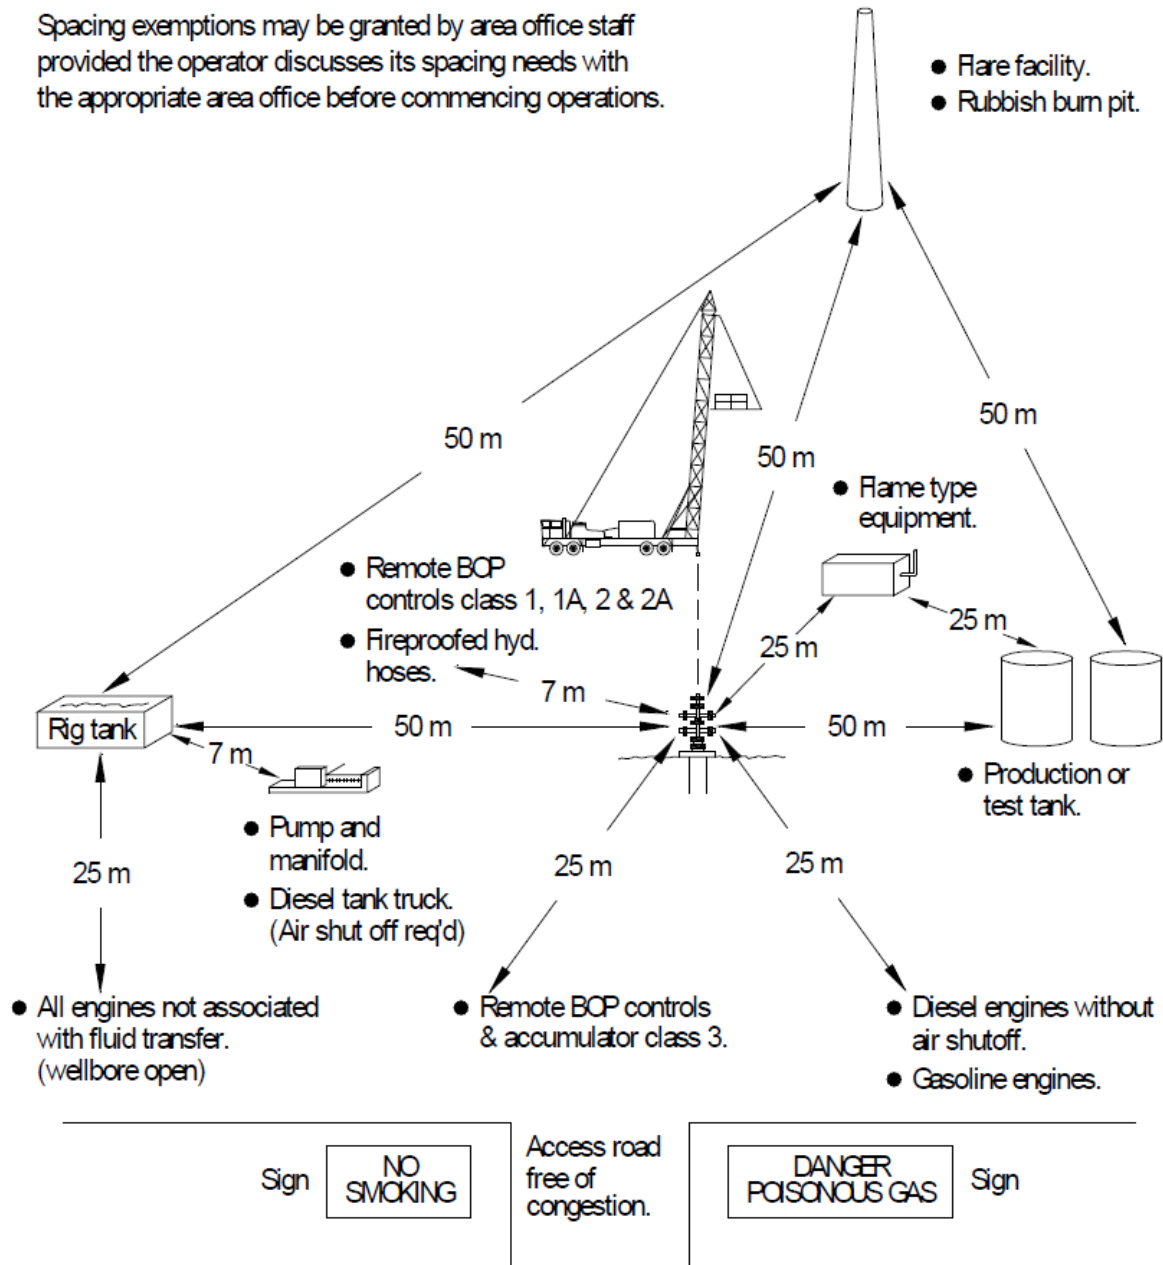 Spacing exemptions may be granted by area office staff
provided the operator discusses its spacing needs with
the appropriate area office before commencing operations.
● Flare facility.
● Rubbish burn pit.
50 m
50 m
50 m
● Flame type
equipment.
● Remote BOP
controls class 1, 1A, 2 & 2A
● Fireproofed hyd.
hoses.
25 m
25 m
7 m
Rig tank
50 m
50 m
7 m
● Production or
test tank.
● Pump and
manifold.
● Diesel tank truck.
(Air shut off req'd)
25 m
25 m
25 m
● All engines not associated
with fluid transfer.
(wellbore open)
● Remote BOP controls
& accumulator class 3.
● Diesel engines without
air shutoff.
● Gasoline engines.
Sign
NO
SMOKING
Access road
free of
congestion.
DANGER
POISONOUS GAS
Sign